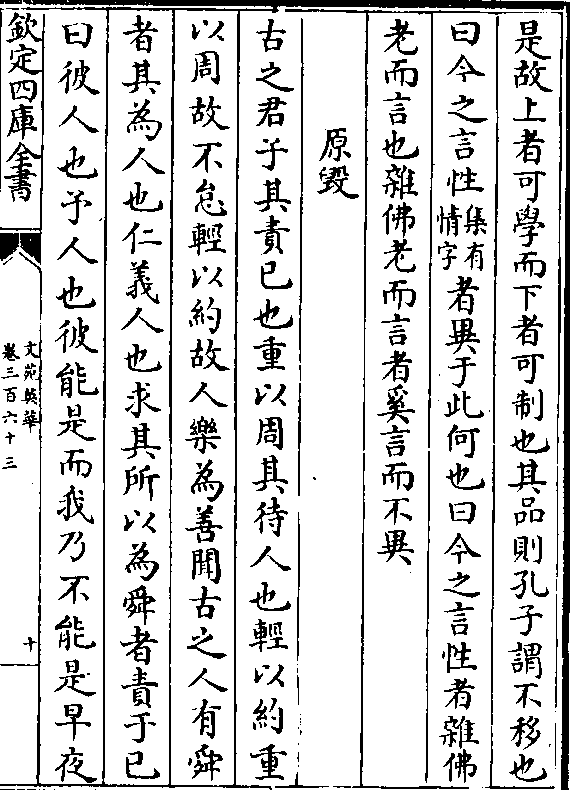 是故上者可學而下者可制也其品則孔子謂不移也
曰今之言性集有情字者異于此何也曰今之言性者雜佛
老而言也雜佛老而言者奚言而不異
原毀
古之君子其責已也重以周其待人也輕以約重
以周故不怠輕以約故人樂為善聞古之人有舜
者其為人也仁義人也求其所以為舜者責于已
曰彼人也予人也彼能是而我乃不能是早夜
欽定四庫全書
文苑英華
卷三百六十三
十